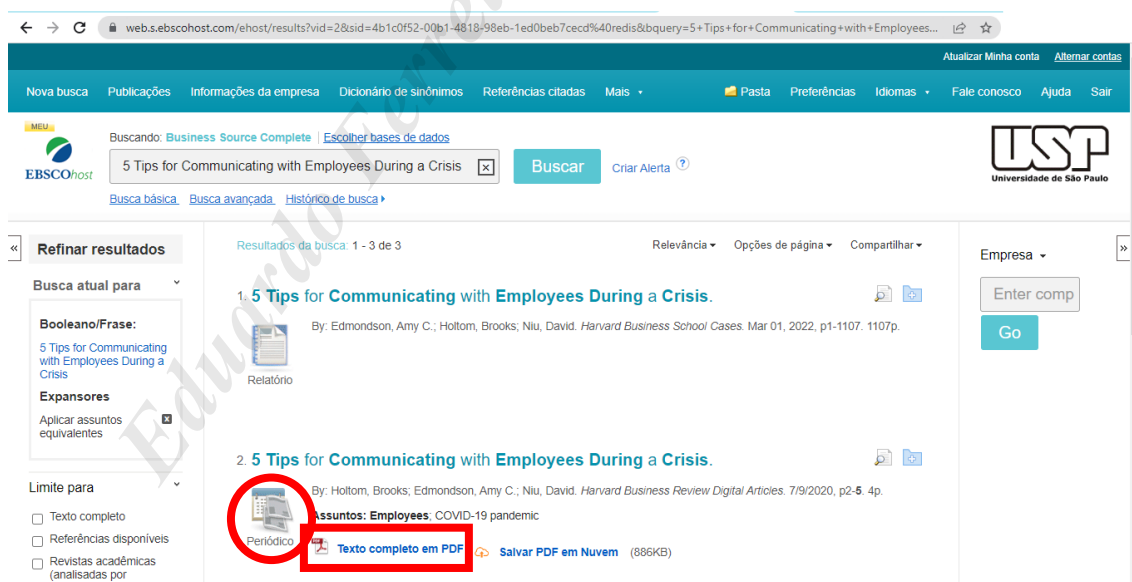 web.s.ebscohost.com/ehost/results?vid=2&sid=4b1c0f52-00b1-4818-98eb-1ed0beb7cecd%40redis&bquery=5+Tips+for+Communicating+with+Employees...
Atualizar Minha conta Alternar contas
Nova busca Publicações Informações da empresa Dicionário de sinônimos Referências citadas Mais Pasta Preferências Idiomas Fale conosco Ajuda Sair
MEU
EBSCOhost
Buscando: Business Source Complete | Escolher bases de dados
5 Tips for Communicating with Employees During a Crisis
Buscar
Criar Alerta ?
Busca básica Busca avançada Histórico de busca
USP
Universidade de São Paulo
«
Refinar resultados
Busca atual para
Booleano/Frase:
5 Tips for Communicating
with Employees During a
Crisis
Expansores
Aplicar assuntos
equivalentes
Limite para
Texto completo
Referências disponíveis
Revistas acadêmicas
(analisadas por
Resultados da busca: 1 - 3 de 3
Relevância Opções de página Compartilhar
1. 5 Tips for Communicating with Employees During a Crisis.
By: Edmondson, Amy C.; Holtom, Brooks; Niu, David. Harvard Business School Cases. Mar 01, 2022, p1-1107. 1107p.
Relatório
2. 5 Tips for Communicating with Employees During a Crisis.
By: Holtom, Brooks; Edmondson, Amy C.; Niu, David. Harvard Business Review Digital Articles. 7/9/2020, p2-5. 4p.
Assuntos: Employees; COVID-19 pandemic
Periódico
Texto completo em PDF Salvar PDF em Nuvem (886KB)
Empresa
»
Enter comp
Go
Eduardo